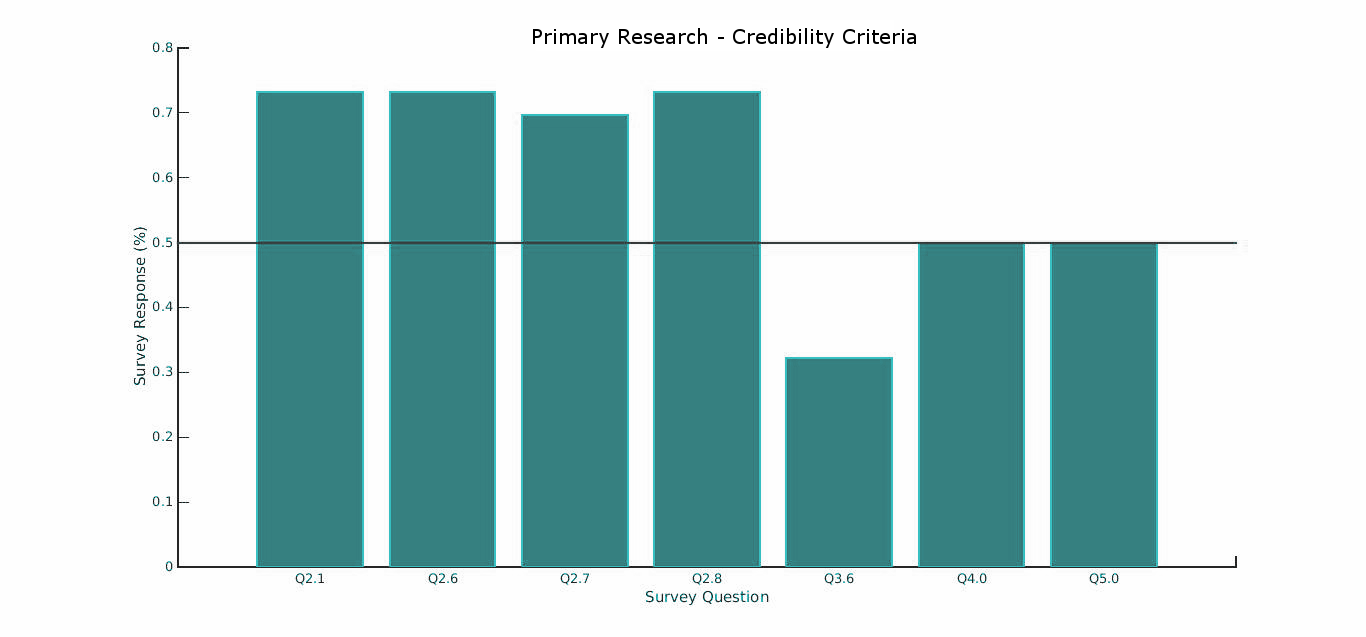 Primary Research - Credibility Criteria
0.8
0.7
0.6
0.5
0.4
0.3
0.2
0.1
0
Survey Response (%)
Q2.1 Q2.6 Q2.7 Q2.8 Q3.6 Q4.0 Q5.0
Survey Question